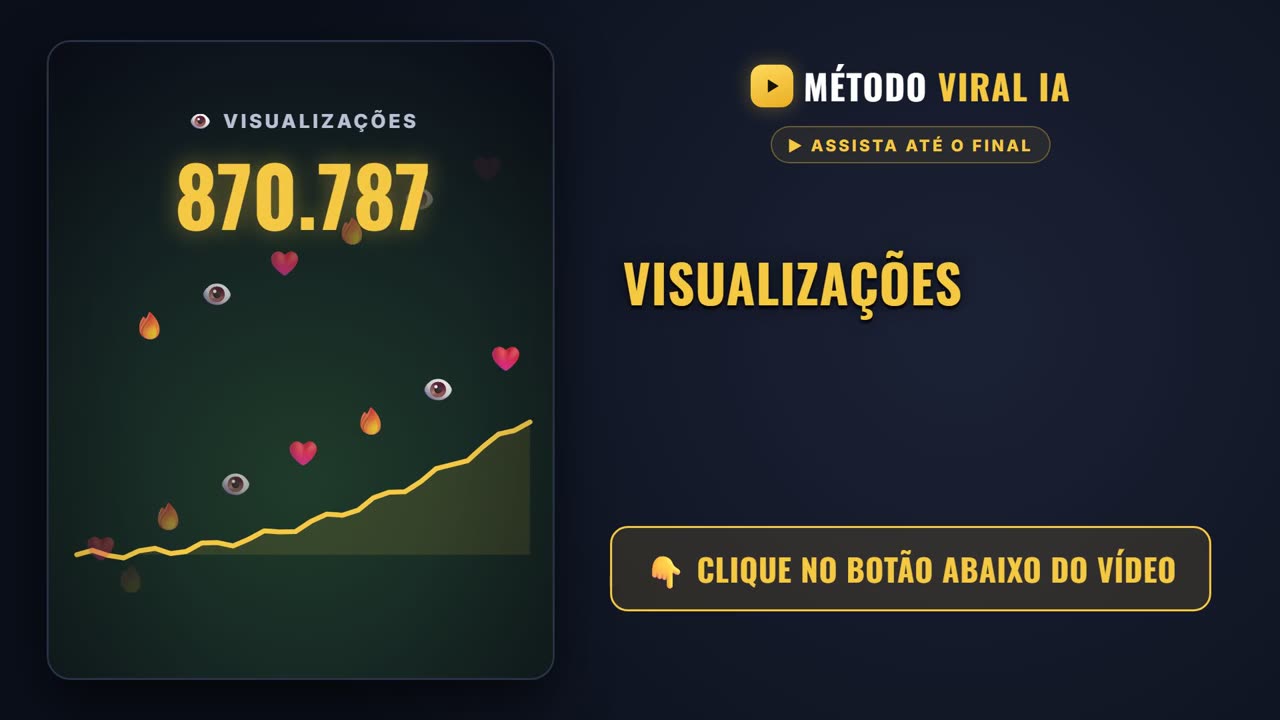 VISUALIZAÇÕES
870.787
MÉTODO VIRAL IA
ASSISTA ATÉ O FINAL
VISUALIZAÇÕES
CLIQUE NO BOTÃO ABAIXO DO VÍDEO